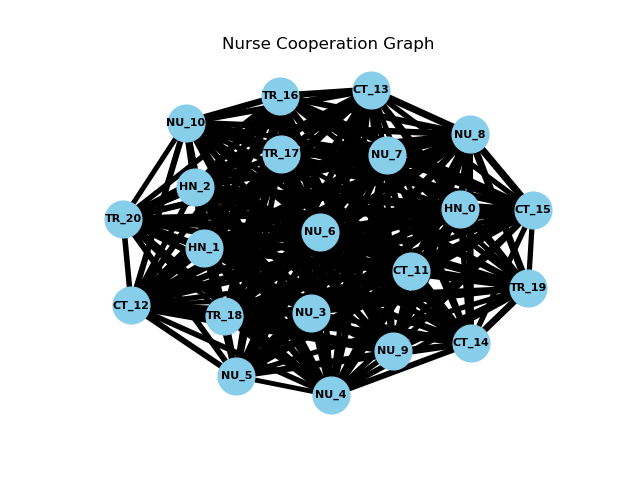 Nurse Cooperation Graph
CT_13
TR_16
NU_10
NU_8
TR_17
NU_7
HN_2
HN_0
CT_15
TR_20
NU_6
HN_1
CT_11
TR_19
CT_12
NU_3
TR_18
CT_14
NU_9
NU_5
NU_4